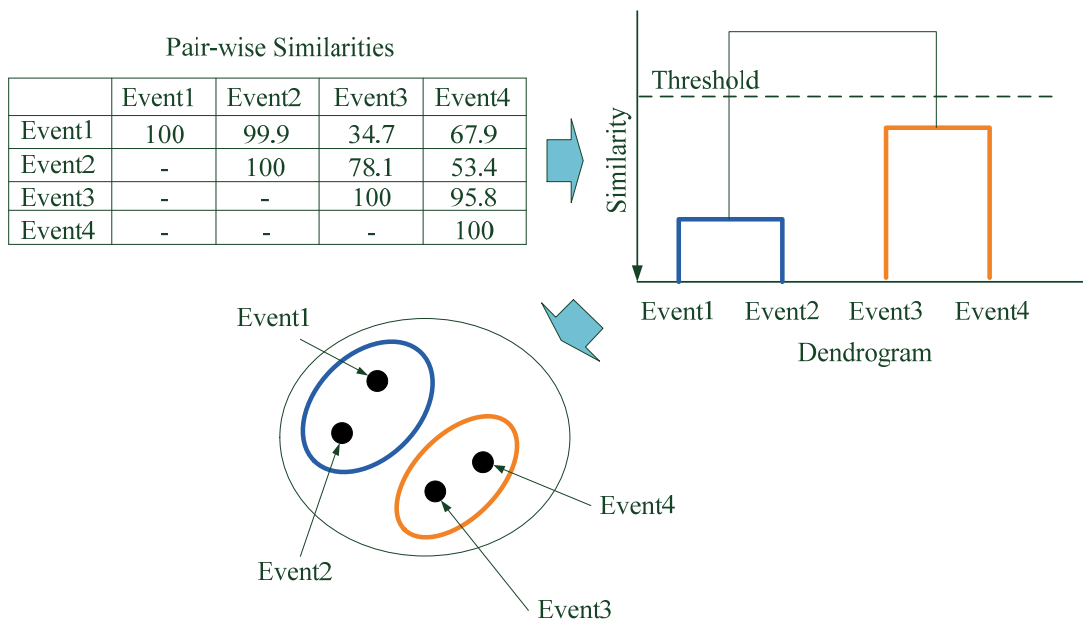 Pair-wise Similarities
Event1 Event2 Event3 Event4
Event1 100 99.9 34.7 67.9
Event2 - 100 78.1 53.4
Event3 - - 100 95.8
Event4 - - - 100
Threshold
Similarity
Event1 Event2 Event3 Event4
Dendrogram
Event1
Event4
Event2
Event3